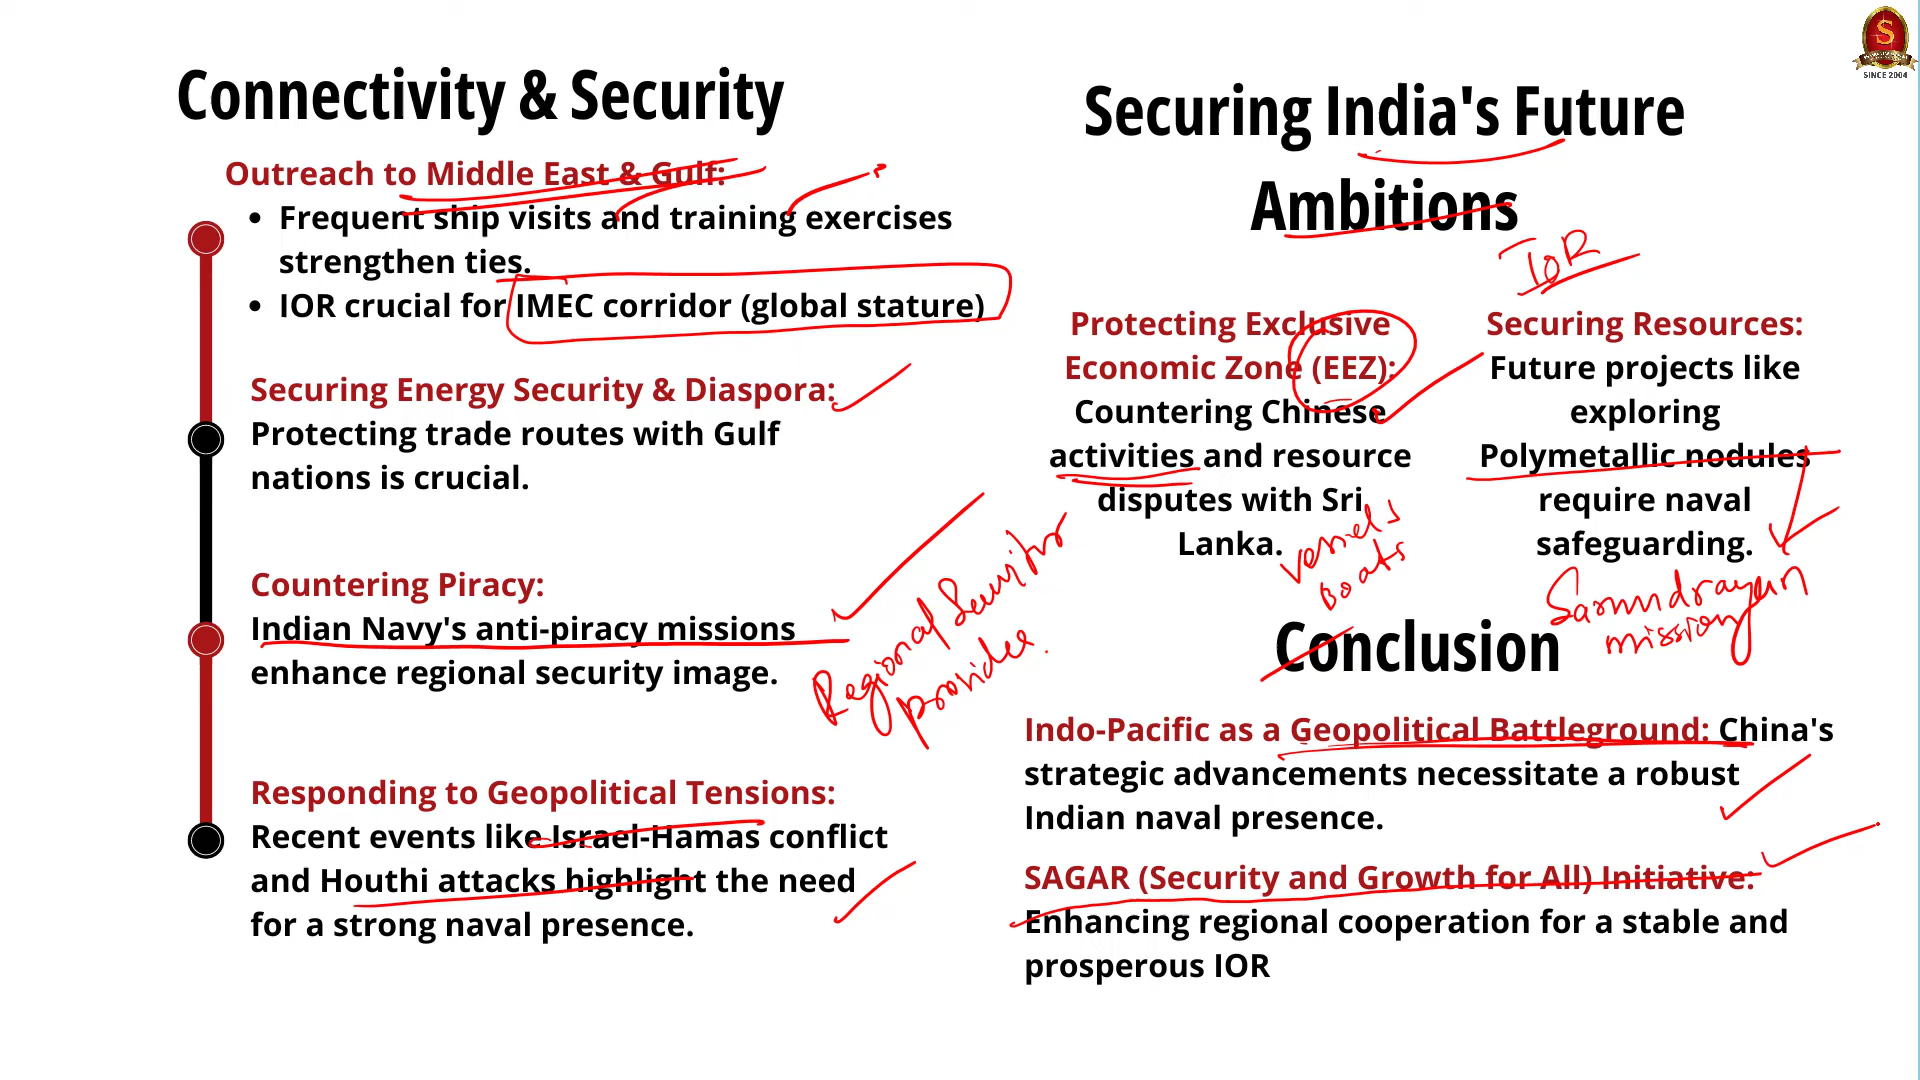 Connectivity & Security
Outreach to Middle East & Gulf:
• Frequent ship visits and training exercises
strengthen ties.
• IOR crucial for IMEC corridor (global stature)
Securing Energy Security & Diaspora:
Protecting trade routes with Gulf
nations is crucial.
Countering Piracy:
Indian Navy's anti-piracy missions
enhance regional security image.
Regional Security
provider.
Responding to Geopolitical Tensions:
Recent events like Israel-Hamas conflict
and Houthi attacks highlight the need
for a strong naval presence.
Securing India's Future
Ambitions
IOR
Protecting Exclusive
Economic Zone (EEZ):
Countering Chinese
activities and resource
disputes with Sri
Lanka.
vessels
Boats
Securing Resources:
Future projects like
exploring
Polymetallic nodules
require naval
safeguarding.
Samudrayan
mission
Conclusion
Indo-Pacific as a Geopolitical Battleground: China's
strategic advancements necessitate a robust
Indian naval presence.
SAGAR (Security and Growth for All) Initiative:
Enhancing regional cooperation for a stable and
prosperous IOR
S
SINCE 2004